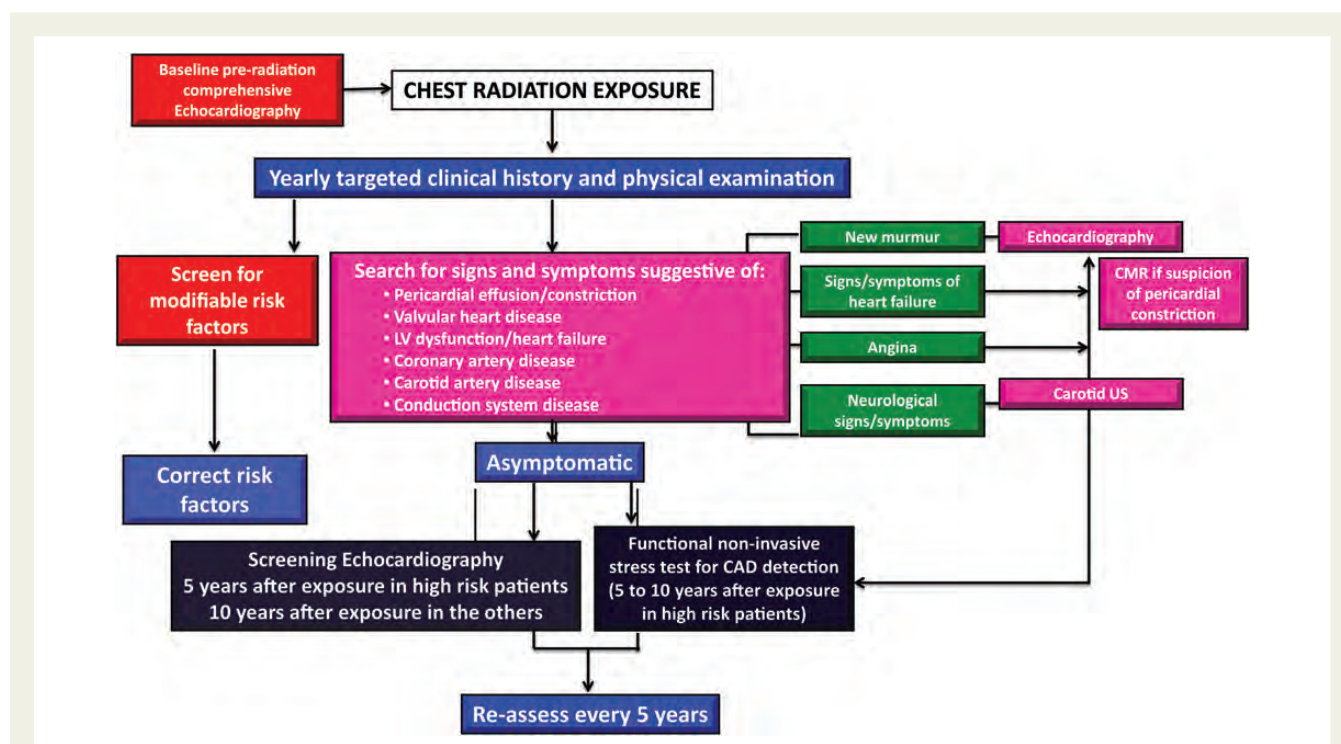 Baseline pre-radiation
comprehensive
Echocardiography
CHEST RADIATION EXPOSURE
Yearly targeted clinical history and physical examination
Screen for
modifiable risk
factors
Correct risk
factors
Search for signs and symptoms suggestive of:
• Pericardial effusion/constriction
• Valvular heart disease
• LV dysfunction/heart failure
• Coronary artery disease
• Carotid artery disease
• Conduction system disease
New murmur
Echocardiography
Signs/symptoms of
heart failure
CMR if suspicion
of pericardial
constriction
Angina
Neurological
signs/symptoms
Carotid US
Asymptomatic
Screening Echocardiography
5 years after exposure in high risk patients
10 years after exposure in the others
Functional non-invasive
stress test for CAD detection
(5 to 10 years after exposure
in high risk patients)
Re-assess every 5 years